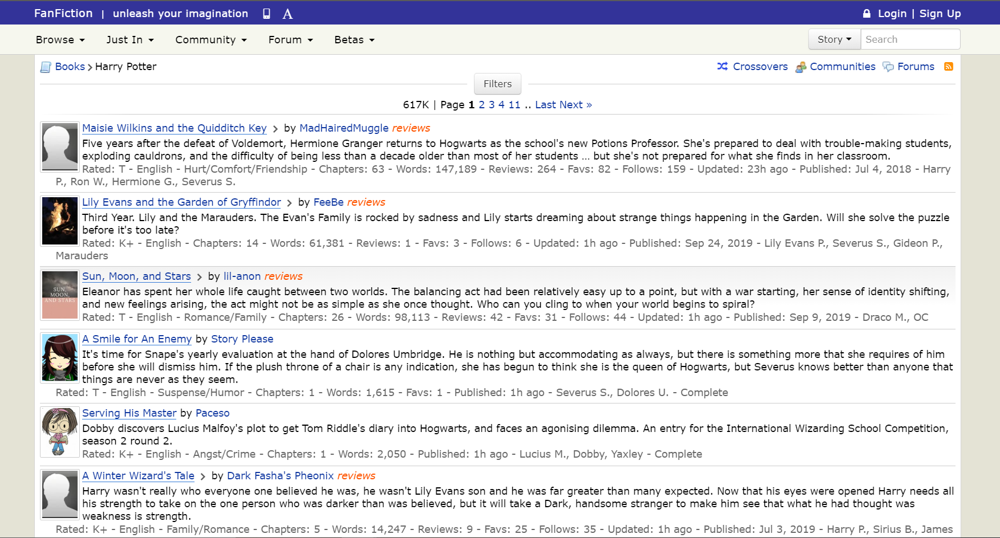 FanFiction | unleash your imagination A Login | Sign Up
Browse Just In Community Forum Betas Story Search
Books Harry Potter Crossovers Communities Forums
Filters
617K | Page 1 2 3 4 11 .. Last Next »
Maisie Wilkins and the Quidditch Key by MadHairedMuggle reviews
Five years after the defeat of Voldemort, Hermione Granger returns to Hogwarts as the school's new Potions Professor. She's prepared to deal with trouble-making students,
exploding cauldrons, and the difficulty of being less than a decade older than most of her students ... but she's not prepared for what she finds in her classroom.
Rated: T - English - Hurt/Comfort/Friendship - Chapters: 63 - Words: 147,189 - Reviews: 264 - Favs: 82 - Follows: 159 - Updated: 23h ago - Published: Jul 4, 2018 - Harry
P., Ron W., Hermione G., Severus S.
Lily Evans and the Garden of Gryffindor by FeeBe reviews
Third Year. Lily and the Marauders. The Evan's Family is rocked by sadness and Lily starts dreaming about strange things happening in the Garden. Will she solve the puzzle
before it's too late?
Rated: K+ - English - Chapters: 14 - Words: 61,381 - Reviews: 1 - Favs: 3 - Follows: 6 - Updated: 1h ago - Published: Sep 24, 2019 - Lily Evans P., Severus S., Gideon P.,
Marauders
SUN,
MOON,
AND STARS
Sun, Moon, and Stars by lil-anon reviews
Eleanor has spent her whole life caught between two worlds. The balancing act had been relatively easy up to a point, but with a war starting, her sense of identity shifting,
and new feelings arising, the act might not be as simple as she once thought. Who can you cling to when your world begins to spiral?
Rated: T - English - Romance/Family - Chapters: 26 - Words: 98,113 - Reviews: 42 - Favs: 31 - Follows: 44 - Updated: 1h ago - Published: Sep 9, 2019 - Draco M., OC
A Smile for An Enemy by Story Please
It's time for Snape's yearly evaluation at the hand of Dolores Umbridge. He is nothing but accommodating as always, but there is something more that she requires of him
before she will dismiss him. If the plush throne of a chair is any indication, she has begun to think she is the queen of Hogwarts, but Severus knows better than anyone that
things are never as they seem.
Rated: T - English - Suspense/Humor - Chapters: 1 - Words: 1,615 - Favs: 1 - Published: 1h ago - Severus S., Dolores U. - Complete
Serving His Master by Paceso
Dobby discovers Lucius Malfoy's plot to get Tom Riddle's diary into Hogwarts, and faces an agonising dilemma. An entry for the International Wizarding School Competition,
season 2 round 2.
Rated: K+ - English - Angst/Crime - Chapters: 1 - Words: 2,050 - Published: 1h ago - Lucius M., Dobby, Yaxley - Complete
A Winter Wizard's Tale by Dark Fasha's Pheonix reviews
Harry wasn't really who everyone one believed he was, he wasn't Lily Evans son and he was far greater than many expected. Now that his eyes were opened Harry needs all
his strength to take on the one person who was darker than was believed, but it will take a Dark, handsome stranger to make him see that what he had thought was
weakness is strength.
Rated: K+ - English - Family/Romance - Chapters: 5 - Words: 14,247 - Reviews: 9 - Favs: 25 - Follows: 35 - Updated: 1h ago - Published: Jul 3, 2019 - Harry P., Sirius B., James